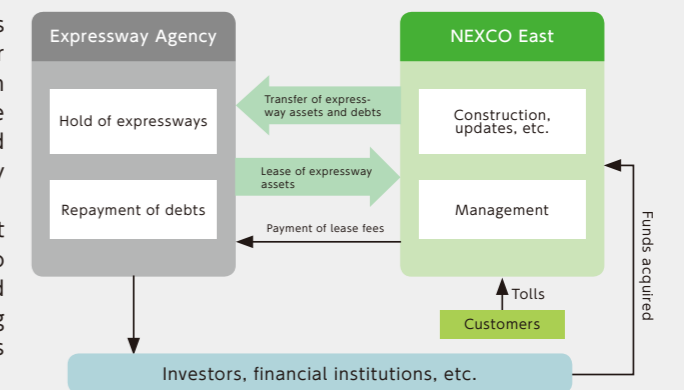 Expressway Agency
NEXCO East
Hold of expressways
Repayment of debts
Transfer of express-
way assets and debts
Lease of expressway
assets
Payment of lease fees
Construction,
updates, etc.
Management
Funds acquired
Tolls
Customers
Investors, financial institutions, etc.